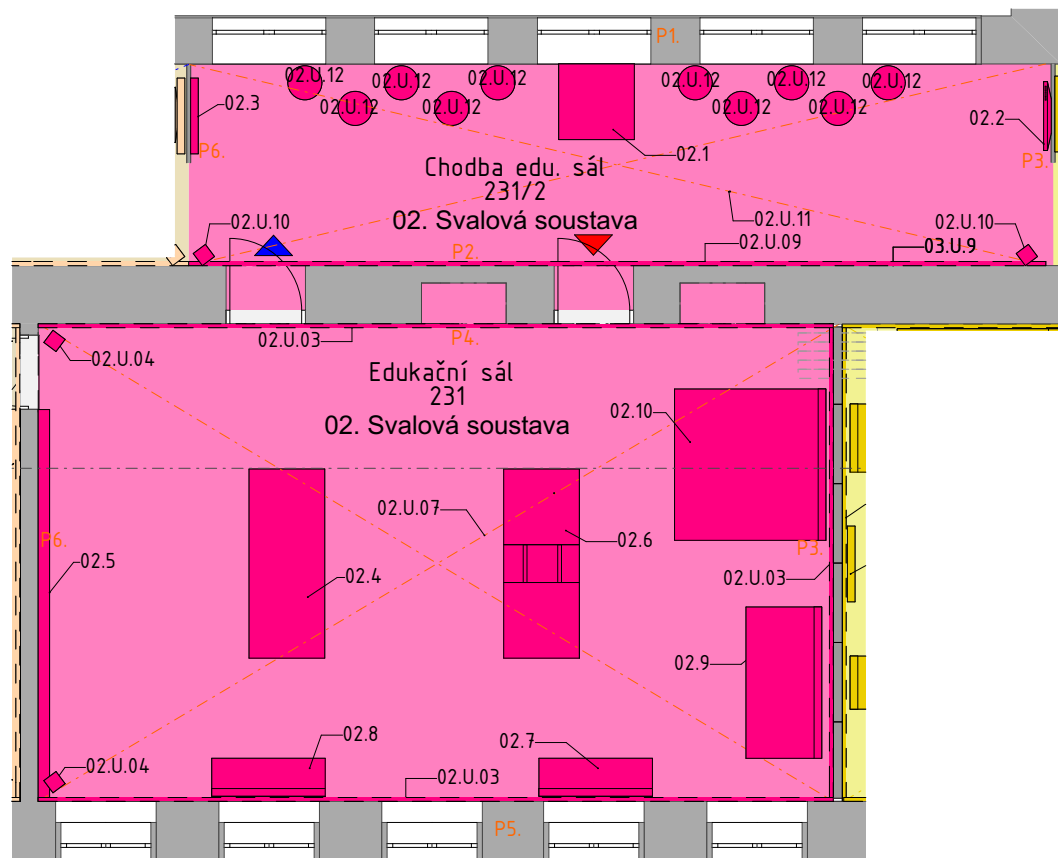 P1.
02.U.12
02.U.12
02.U.12
02.U.12
02.U.12
02.U.12
02.U.12
02.U.12
02.U.12
02.U.12
02.3
02.1
02.2
P6.
P3.
Chodba edu. sál
231/2
02. Svalová soustava
02.U.10
02.U.11
02.U.10
P2.
02.U.09
03.U.9
02.U.03
P4.
02.U.04
Edukační sál
231
02. Svalová soustava
02.10
02.U.07
02.6
P6.
02.5
02.4
P3.
02.U.03
02.9
02.8
02.7
02.U.04
02.U.03
P5.